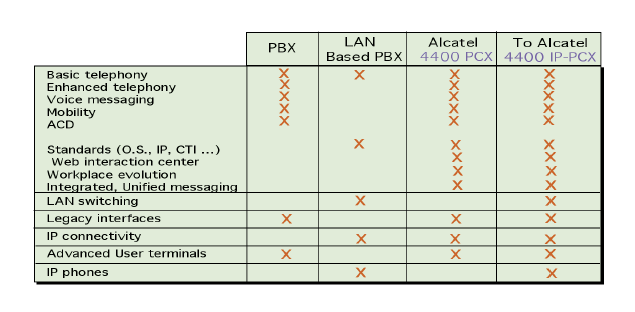 PBX LAN Based PBX Alcatel 4400 PCX To Alcatel 4400 IP-PCX
Basic telephony X X X X
Enhanced telephony X X X
Voice messaging X X X
Mobility X X X
ACD X X X
Standards (O.S., IP, CTI ...) X X X
Web interaction center X X
Workplace evolution X X
Integrated, Unified messaging X X
LAN switching X X
Legacy interfaces X X X
IP connectivity X X X
Advanced User terminals X X X
IP phones X X